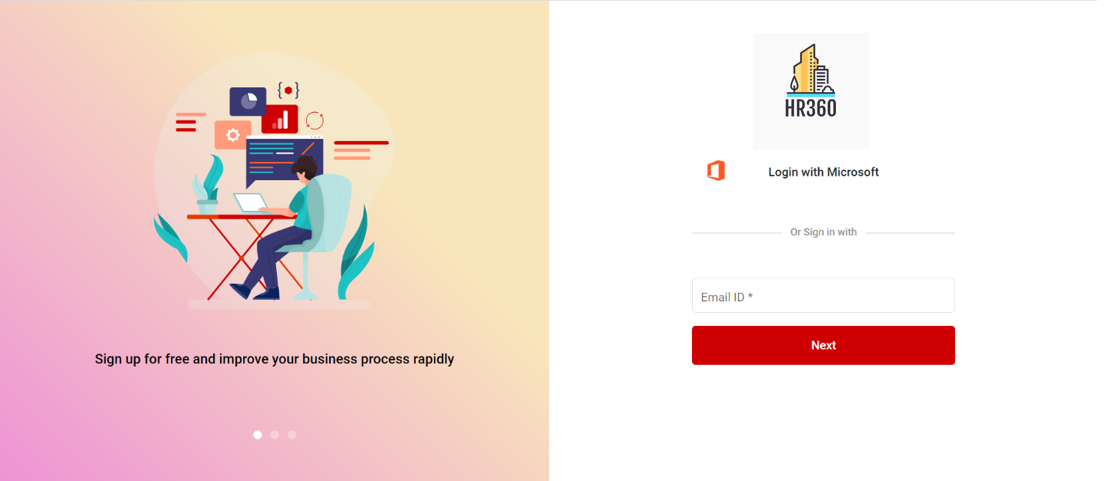 HR360
Login with Microsoft
Or Sign in with
Email ID *
Next
Sign up for free and improve your business process rapidly